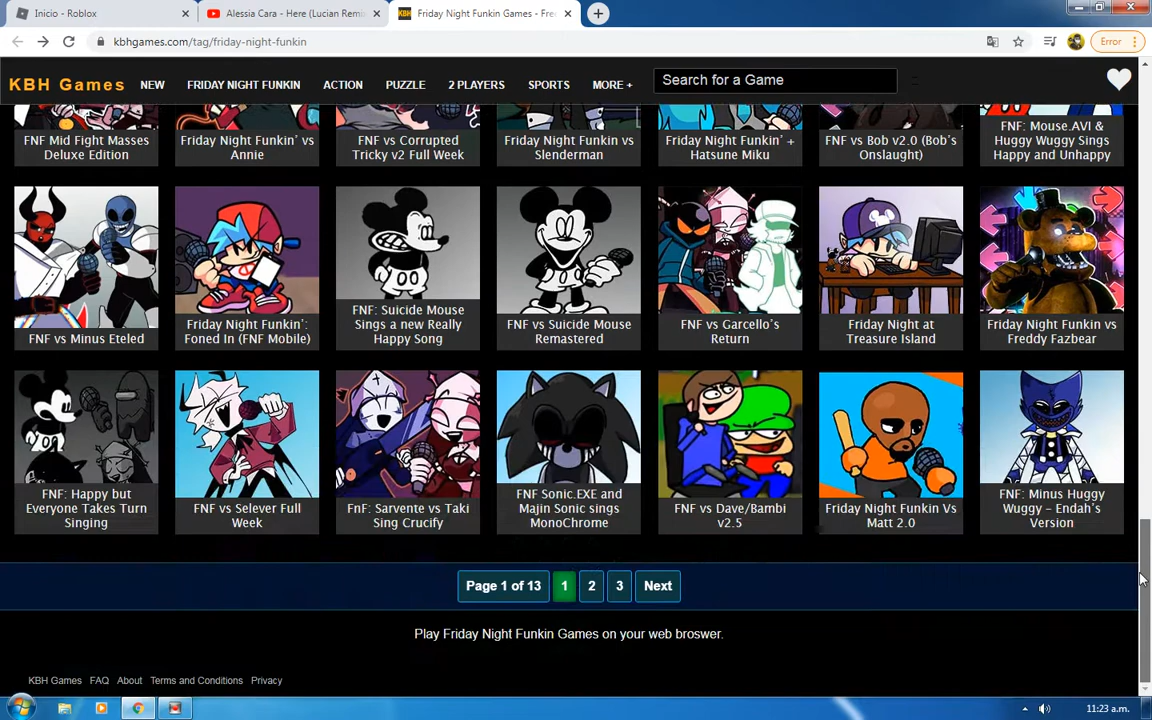 Inicio - Roblox
Alessia Cara - Here (Lucian Remi
Friday Night Funkin Games - Fre
kbhgames.com/tag/friday-night-funkin
Error
KBH Games
NEW
FRIDAY NIGHT FUNKIN
ACTION
PUZZLE
2 PLAYERS
SPORTS
MORE +
Search for a Game
FNF Mid Fight Masses
Deluxe Edition
Friday Night Funkin' vs
Annie
FNF vs Corrupted
Tricky v2 Full Week
Friday Night Funkin vs
Slenderman
Friday Night Funkin' +
Hatsune Miku
FNF vs Bob v2.0 (Bob's
Onslaught)
FNF: Mouse.AVI &
Huggy Wuggy Sings
Happy and Unhappy
FNF vs Minus Eteled
Friday Night Funkin':
Foned In (FNF Mobile)
FNF: Suicide Mouse
Sings a new Really
Happy Song
FNF vs Suicide Mouse
Remastered
FNF vs Garcello's
Return
Friday Night at
Treasure Island
Friday Night Funkin vs
Freddy Fazbear
FNF: Happy but
Everyone Takes Turn
Singing
FNF vs Selever Full
Week
FnF: Sarvente vs Taki
Sing Crucify
FNF Sonic.EXE and
Majin Sonic sings
MonoChrome
FNF vs Dave/Bambi
v2.5
Friday Night Funkin Vs
Matt 2.0
FNF: Minus Huggy
Wuggy – Endah's
Version
Page 1 of 13
1
2
3
Next
Play Friday Night Funkin Games on your web broswer.
KBH Games
FAQ
About
Terms and Conditions
Privacy
11:23 a.m.